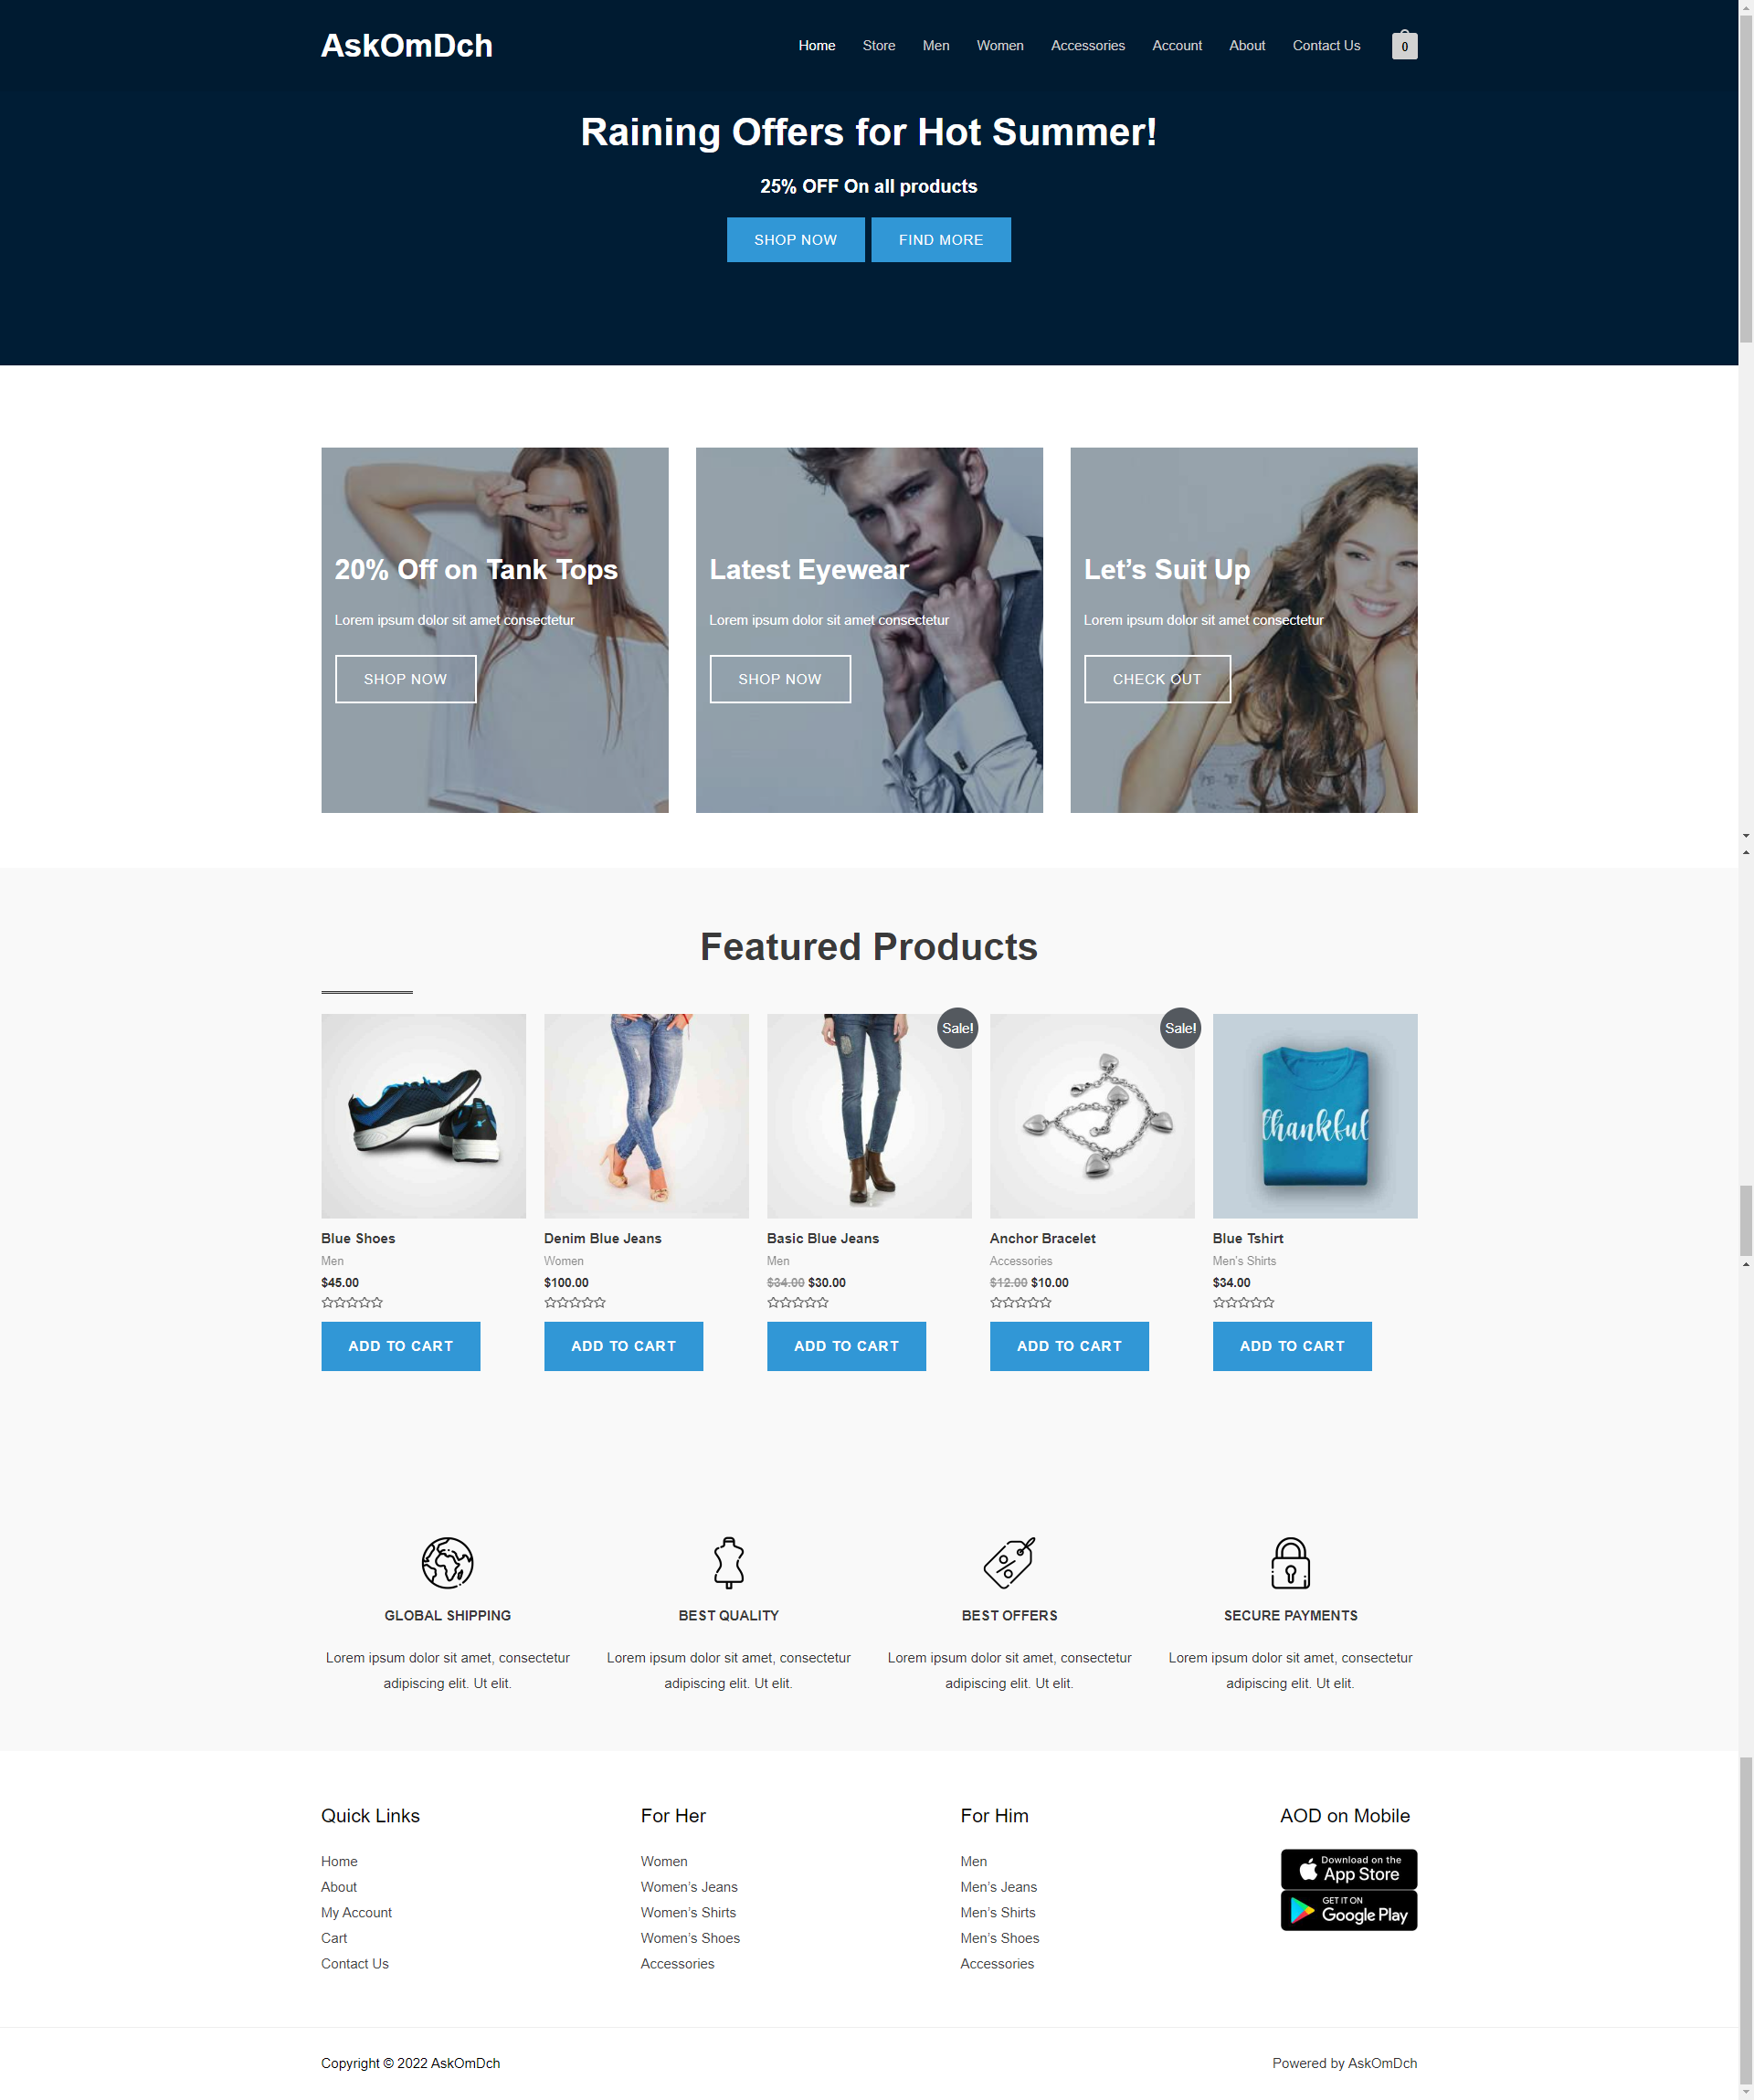 AskOmDch
Home Store Men Women Accessories Account About Contact Us 0
Raining Offers for Hot Summer!
25% OFF On all products
SHOP NOW FIND MORE
20% Off on Tank Tops
Lorem ipsum dolor sit amet consectetur
SHOP NOW
Latest Eyewear
Lorem ipsum dolor sit amet consectetur
SHOP NOW
Let’s Suit Up
Lorem ipsum dolor sit amet consectetur
CHECK OUT
Featured Products
Blue Shoes
Men
$45.00
ADD TO CART
Denim Blue Jeans
Women
$100.00
ADD TO CART
Sale!
Basic Blue Jeans
Men
$34.00 $30.00
ADD TO CART
Sale!
Anchor Bracelet
Accessories
$12.00 $10.00
ADD TO CART
thankful
Blue Tshirt
Men's Shirts
$34.00
ADD TO CART
GLOBAL SHIPPING
Lorem ipsum dolor sit amet, consectetur
adipiscing elit. Ut elit.
BEST QUALITY
Lorem ipsum dolor sit amet, consectetur
adipiscing elit. Ut elit.
BEST OFFERS
Lorem ipsum dolor sit amet, consectetur
adipiscing elit. Ut elit.
SECURE PAYMENTS
Lorem ipsum dolor sit amet, consectetur
adipiscing elit. Ut elit.
Quick Links
Home
About
My Account
Cart
Contact Us
For Her
Women
Women’s Jeans
Women’s Shirts
Women’s Shoes
Accessories
For Him
Men
Men’s Jeans
Men’s Shirts
Men’s Shoes
Accessories
AOD on Mobile
Download on the
App Store
GET IT ON
Google Play
Copyright © 2022 AskOmDch
Powered by AskOmDch